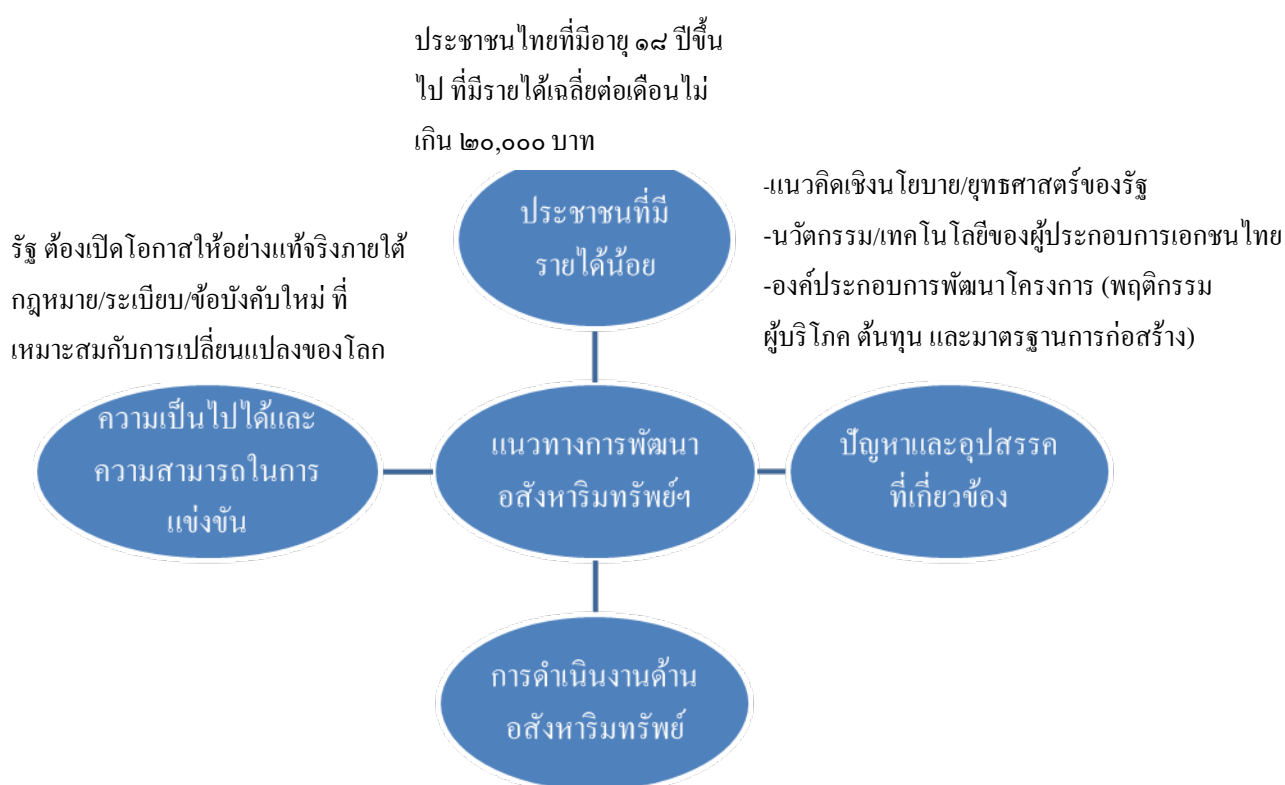 ประชาชนไทยที่มีอายุ ๑๘ ปีขึ้น
ไป ที่มีรายได้เฉลี่ยต่อเดือนไม่
เกิน ๒๐,๐๐๐ บาท
ประชาชนที่มี
รายได้น้อย
-แนวคิดเชิงนโยบาย/ยุทธศาสตร์ของรัฐ
-นวัตกรรม/เทคโนโลยีของผู้ประกอบการเอกชนไทย
-องค์ประกอบการพัฒนาโครงการ (พฤติกรรม
ผู้บริโภค ต้นทุน และมาตรฐานการก่อสร้าง)
รัฐ ต้องเปิดโอกาสให้อย่างแท้จริงภายใต้
กฎหมาย/ระเบียบ/ข้อบังคับใหม่ ที่
เหมาะสมกับการเปลี่ยนแปลงของโลก
ความเป็นไปได้และ
ความสามารถในการ
แข่งขัน
แนวทางการพัฒนา
อสังหาริมทรัพย์ฯ
ปัญหาและอุปสรรค
ที่เกี่ยวข้อง
การดำเนินงานด้าน
อสังหาริมทรัพย์